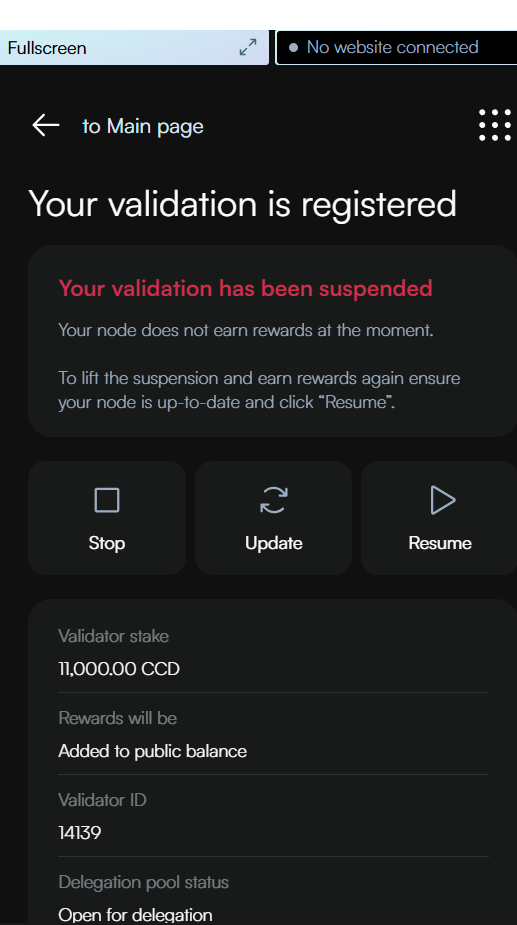 Fullscreen
No website connected
to Main page
Your validation is registered
Your validation has been suspended
Your node does not earn rewards at the moment.
To lift the suspension and earn rewards again ensure
your node is up-to-date and click “Resume”.
Stop
Update
Resume
Validator stake
11,000.00 CCD
Rewards will be
Added to public balance
Validator ID
14139
Delegation pool status
Open for delegation